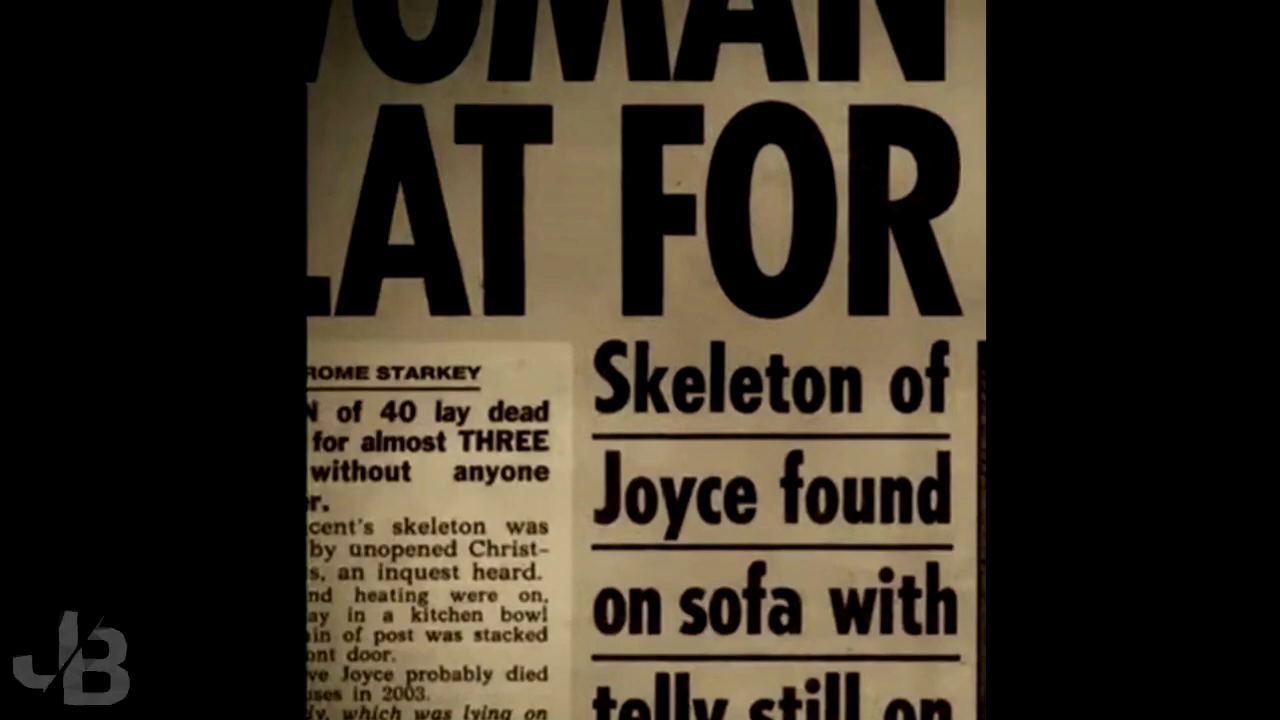 WOMAN
LAT FOR
ROME STARKEY
N of 40 lay dead
for almost THREE
without anyone
r.
cent's skeleton was
by unopened Christ-
s, an inquest heard.
nd heating were on,
ay in a kitchen bowl
in of post was stacked
ont door.
ve Joyce probably died
uses in 2003.
dy, which was lying on
Skeleton of
Joyce found
on sofa with
telly still on
JB